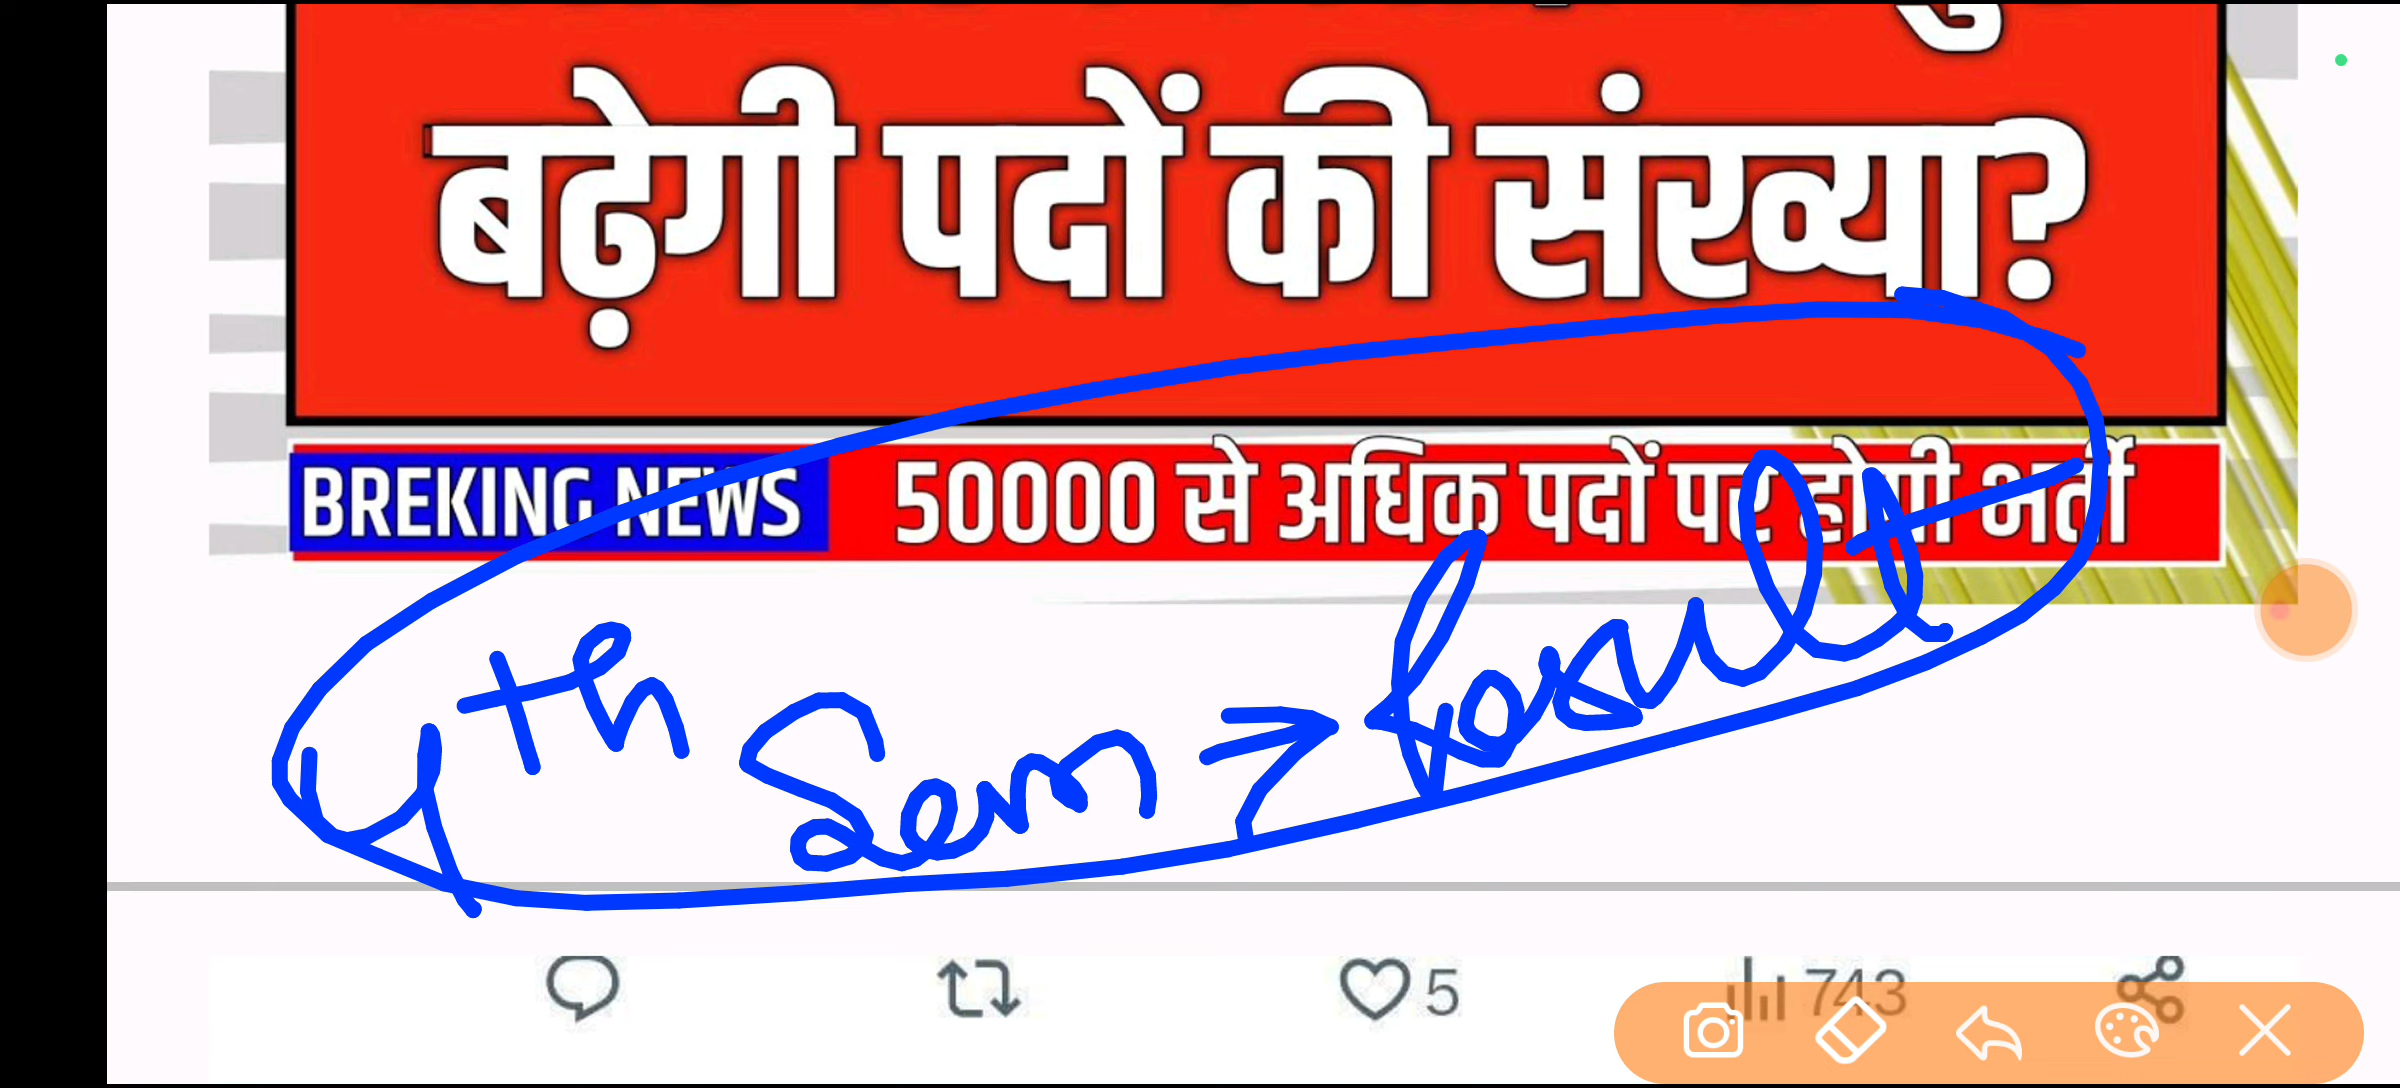 बढ़ेगी पदों की संख्या?
BREKING NEWS 50000 से अधिक पदों पर होगी भर्ती
4th Sem → Result
5 743